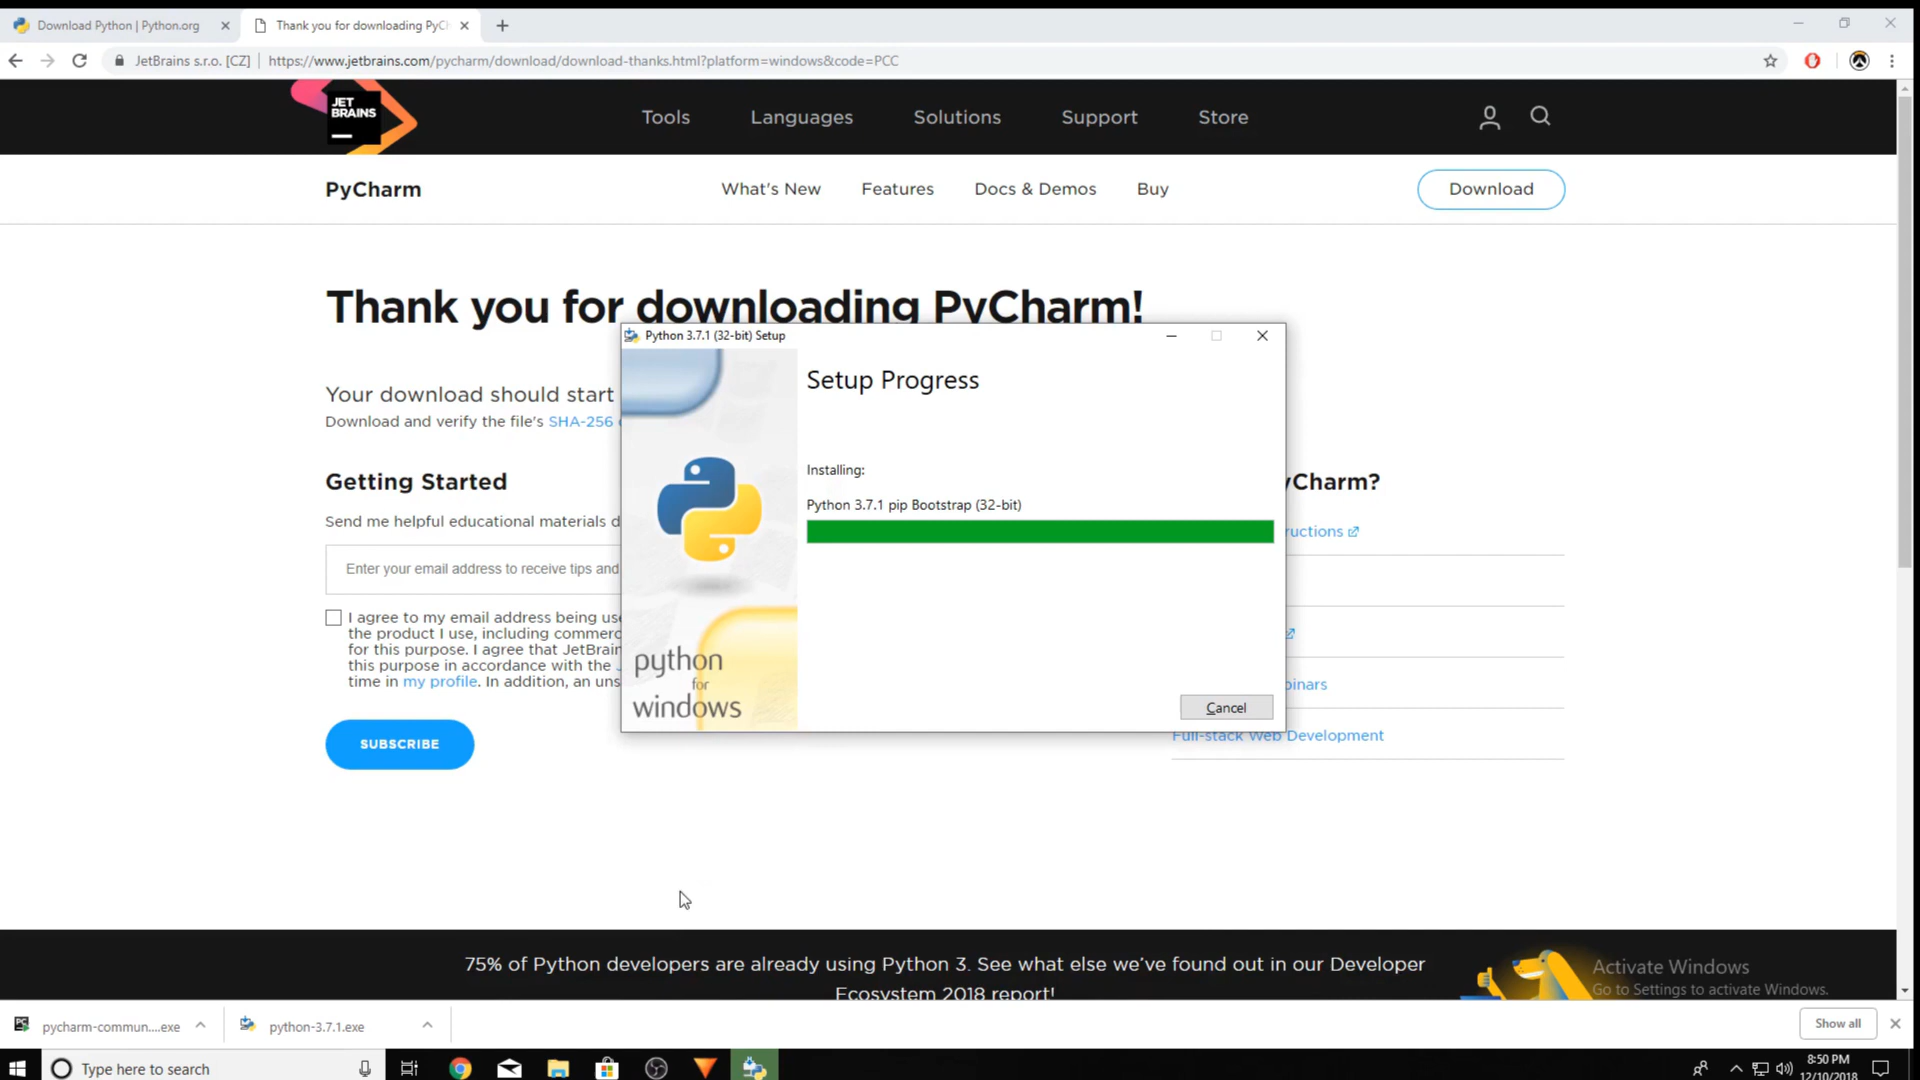 Download Python | Python.org
Thank you for downloading PyCh
JetBrains s.r.o. [CZ] | https://www.jetbrains.com/pycharm/download/download-thanks.html?platform=windows&code=PCC
JET
BRAINS
Tools Languages Solutions Support Store
PyCharm
What's New Features Docs & Demos Buy
Download
Thank you for downloading PyCharm!
Python 3.7.1 (32-bit) Setup
Setup Progress
Installing:
Python 3.7.1 pip Bootstrap (32-bit)
python
for
windows
Cancel
Your download should start
Download and verify the file's SHA-256
Getting Started
Send me helpful educational materials
Enter your email address to receive tips and
I agree to my email address being
the product I use, including
for this purpose. I agree that
this purpose in accordance with the
time in my profile. In addition, an
SUBSCRIBE
yCharm?
ructions
inars
Full-stack Web Development
75% of Python developers are already using Python 3. See what else we've found out in our Developer
Ecosystem 2018 report!
Activate Windows
Go to Settings to activate Windows.
pycharm-commun....exe
python-3.7.1.exe
Show all
Type here to search
8:50 PM
12/10/2018